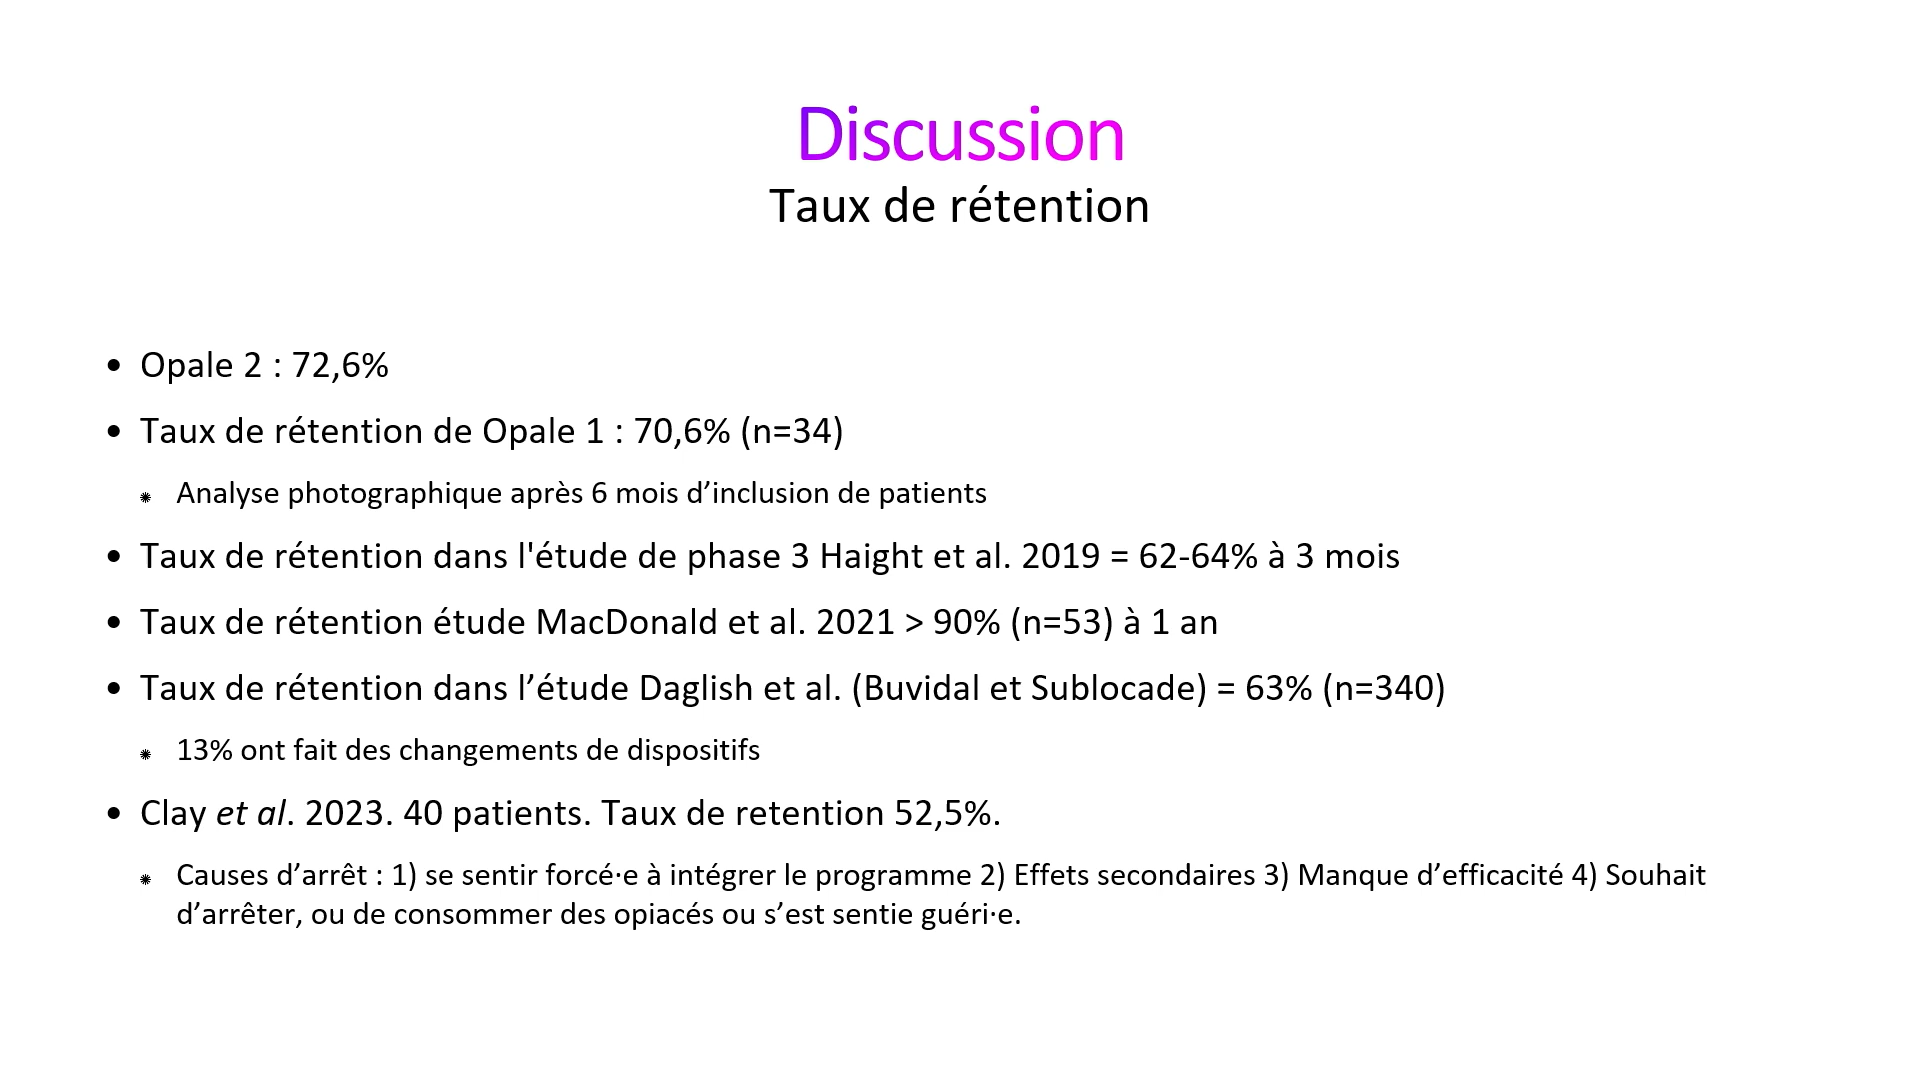 Discussion
Taux de rétention
• Opale 2 : 72,6%
• Taux de rétention de Opale 1 : 70,6% (n=34)
⁕ Analyse photographique après 6 mois d’inclusion de patients
• Taux de rétention dans l'étude de phase 3 Haight et al. 2019 = 62-64% à 3 mois
• Taux de rétention étude MacDonald et al. 2021 > 90% (n=53) à 1 an
• Taux de rétention dans l’étude Daglish et al. (Buvidal et Sublocade) = 63% (n=340)
⁕ 13% ont fait des changements de dispositifs
• Clay et al. 2023. 40 patients. Taux de retention 52,5%.
⁕ Causes d’arrêt : 1) se sentir forcé·e à intégrer le programme 2) Effets secondaires 3) Manque d’efficacité 4) Souhait
d’arrêter, ou de consommer des opiacés ou s’est sentie guéri·e.